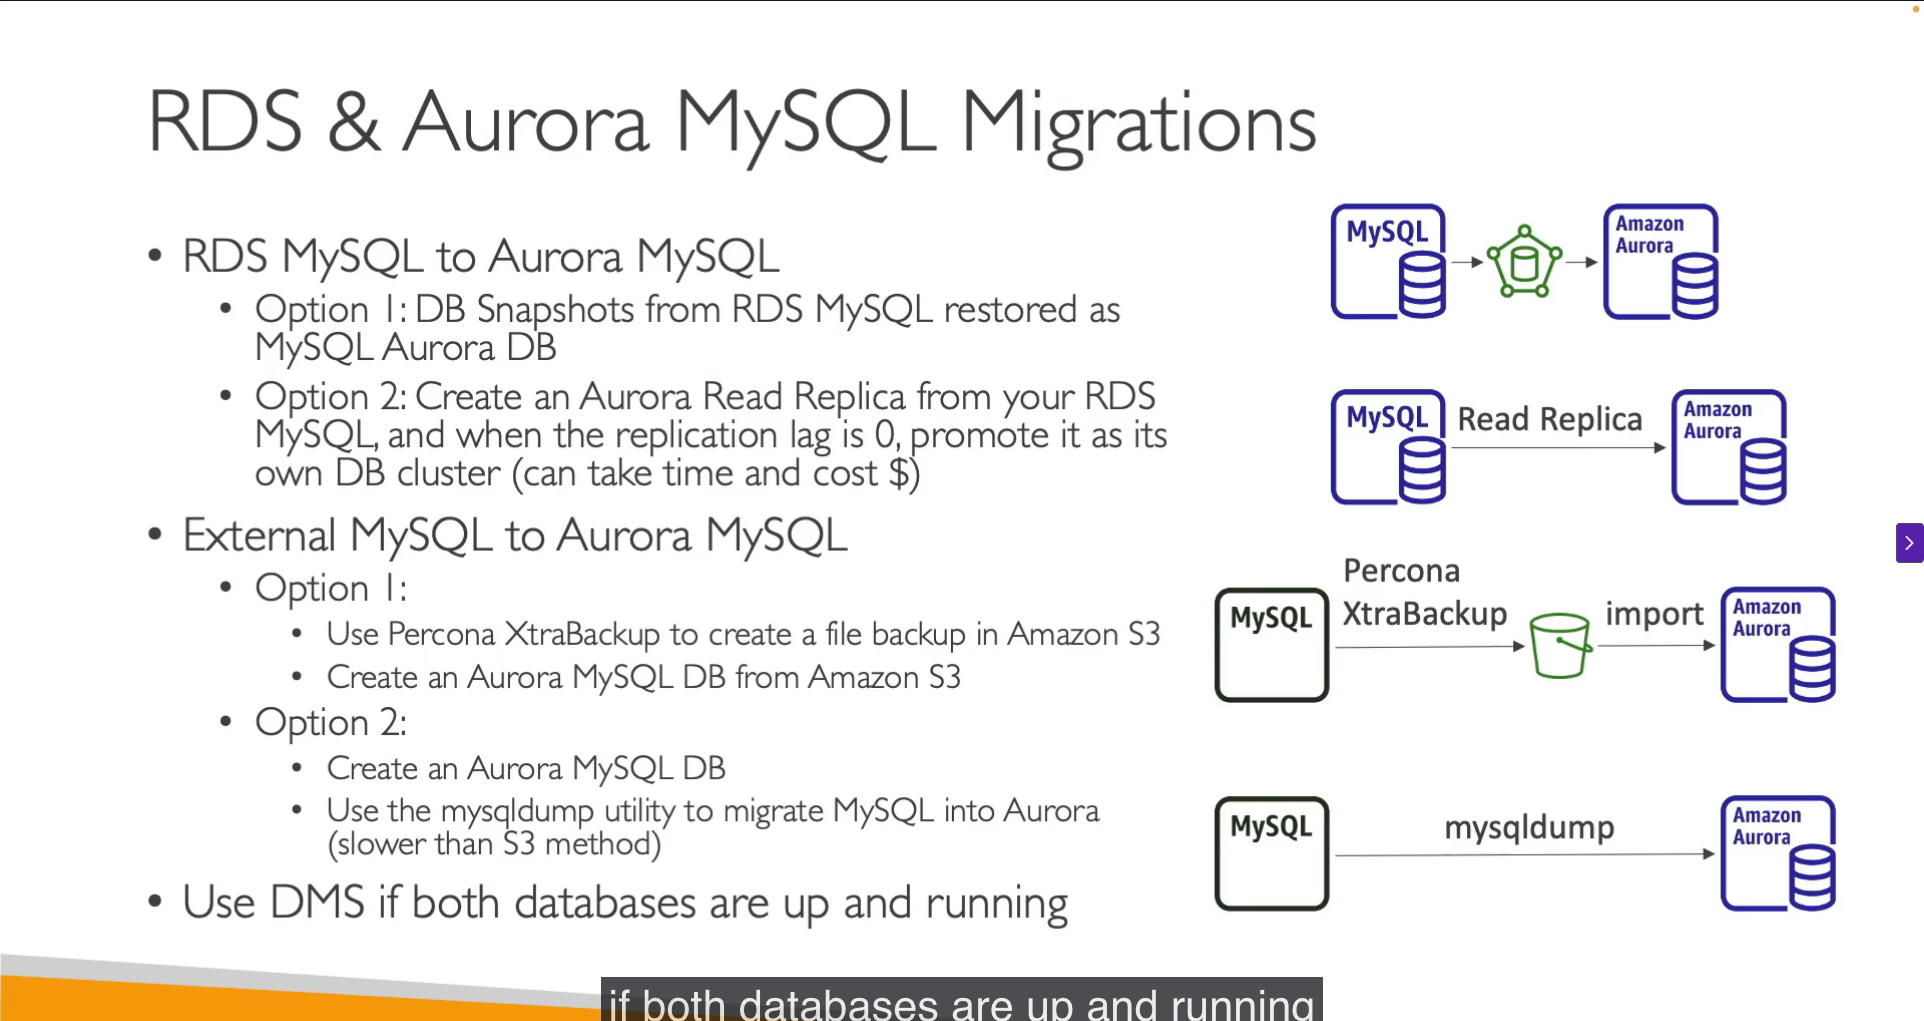 RDS & Aurora MySQL Migrations
• RDS MySQL to Aurora MySQL
• Option 1: DB Snapshots from RDS MySQL restored as
MySQL Aurora DB
• Option 2: Create an Aurora Read Replica from your RDS
MySQL, and when the replication lag is 0, promote it as its
own DB cluster (can take time and cost $)
• External MySQL to Aurora MySQL
• Option 1:
• Use Percona XtraBackup to create a file backup in Amazon S3
• Create an Aurora MySQL DB from Amazon S3
• Option 2:
• Create an Aurora MySQL DB
• Use the mysqldump utility to migrate MySQL into Aurora
(slower than S3 method)
• Use DMS if both databases are up and running
MySQL
Amazon
Aurora
MySQL
Read Replica
Amazon
Aurora
MySQL
Percona
XtraBackup
import
Amazon
Aurora
MySQL
mysqldump
Amazon
Aurora
if both databases are up and running